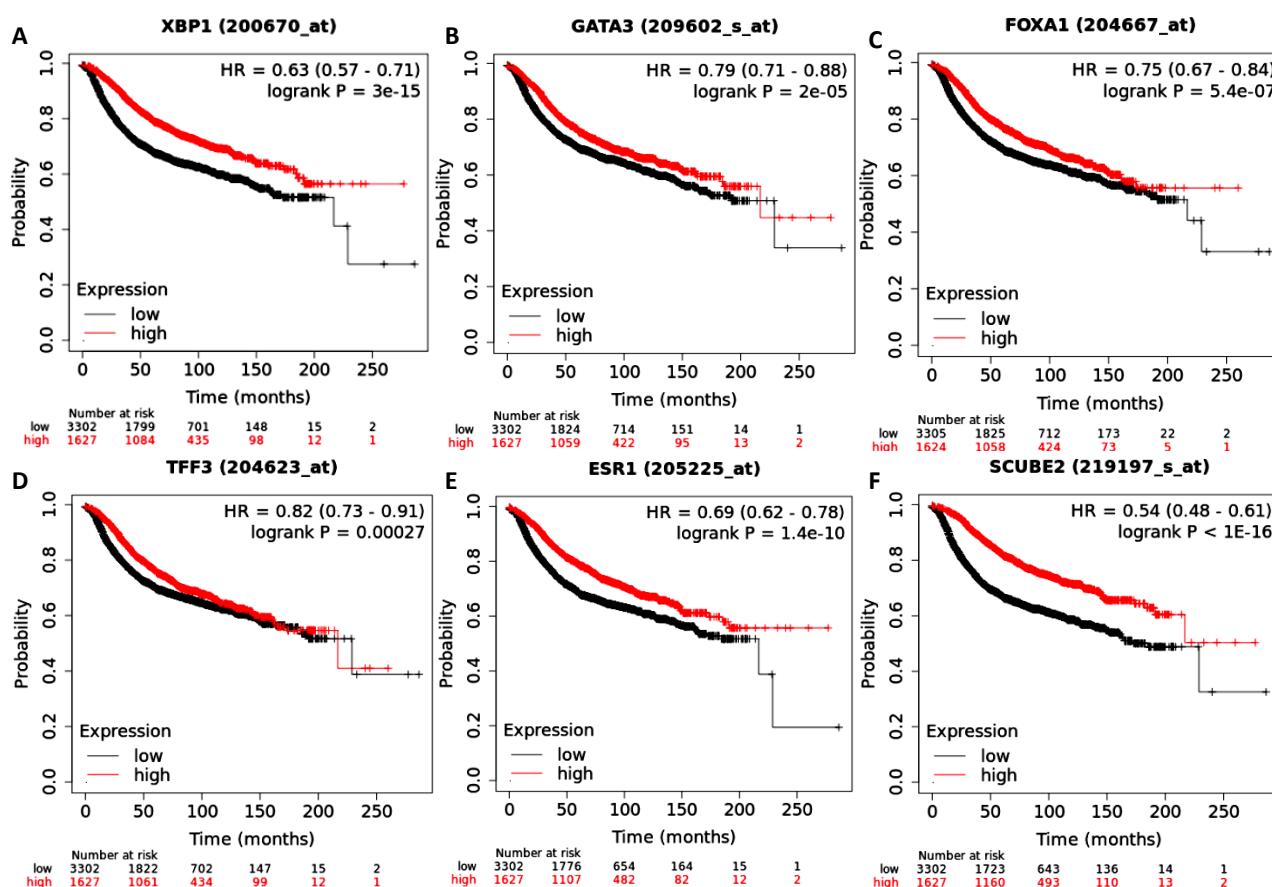 A
XBP1 (200670_at)
HR = 0.63 (0.57 - 0.71)
logrank P = 3e-15
Probability
1.0
0.8
0.6
0.4
0.2
0.0
Expression
low
high
0 50 100 150 200 250
Time (months)
Number at risk
low 3302 1799 701 148 15 2
high 1627 1084 435 98 12 1
B
GATA3 (209602_s_at)
HR = 0.79 (0.71 - 0.88)
logrank P = 2e-05
Probability
1.0
0.8
0.6
0.4
0.2
0.0
Expression
low
high
0 50 100 150 200 250
Time (months)
Number at risk
low 3302 1824 714 151 14 1
high 1627 1059 422 95 13 2
C
FOXA1 (204667_at)
HR = 0.75 (0.67 - 0.84)
logrank P = 5.4e-07
Probability
1.0
0.8
0.6
0.4
0.2
0.0
Expression
low
high
0 50 100 150 200 250
Time (months)
Number at risk
low 3305 1825 712 173 22 2
high 1624 1058 424 73 5 1
D
TFF3 (204623_at)
HR = 0.82 (0.73 - 0.91)
logrank P = 0.00027
Probability
1.0
0.8
0.6
0.4
0.2
0.0
Expression
low
high
0 50 100 150 200 250
Time (months)
Number at risk
low 3302 1822 702 147 15 2
high 1627 1061 434 99 12 1
E
ESR1 (205225_at)
HR = 0.69 (0.62 - 0.78)
logrank P = 1.4e-10
Probability
1.0
0.8
0.6
0.4
0.2
0.0
Expression
low
high
0 50 100 150 200 250
Time (months)
Number at risk
low 3302 1776 654 164 15 1
high 1627 1107 482 82 12 2
F
SCUBE2 (219197_s_at)
HR = 0.54 (0.48 - 0.61)
logrank P < 1E-16
Probability
1.0
0.8
0.6
0.4
0.2
0.0
Expression
low
high
0 50 100 150 200 250
Time (months)
Number at risk
low 3302 1723 643 136 14 1
high 1627 1160 493 110 13 2